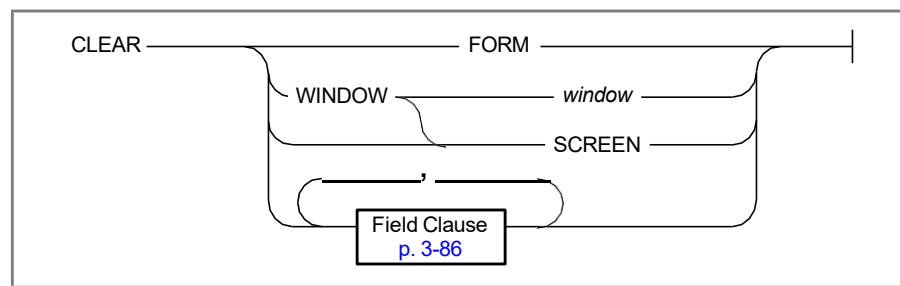 CLEAR FORM
WINDOW window
SCREEN
,
Field Clause
p. 3-86